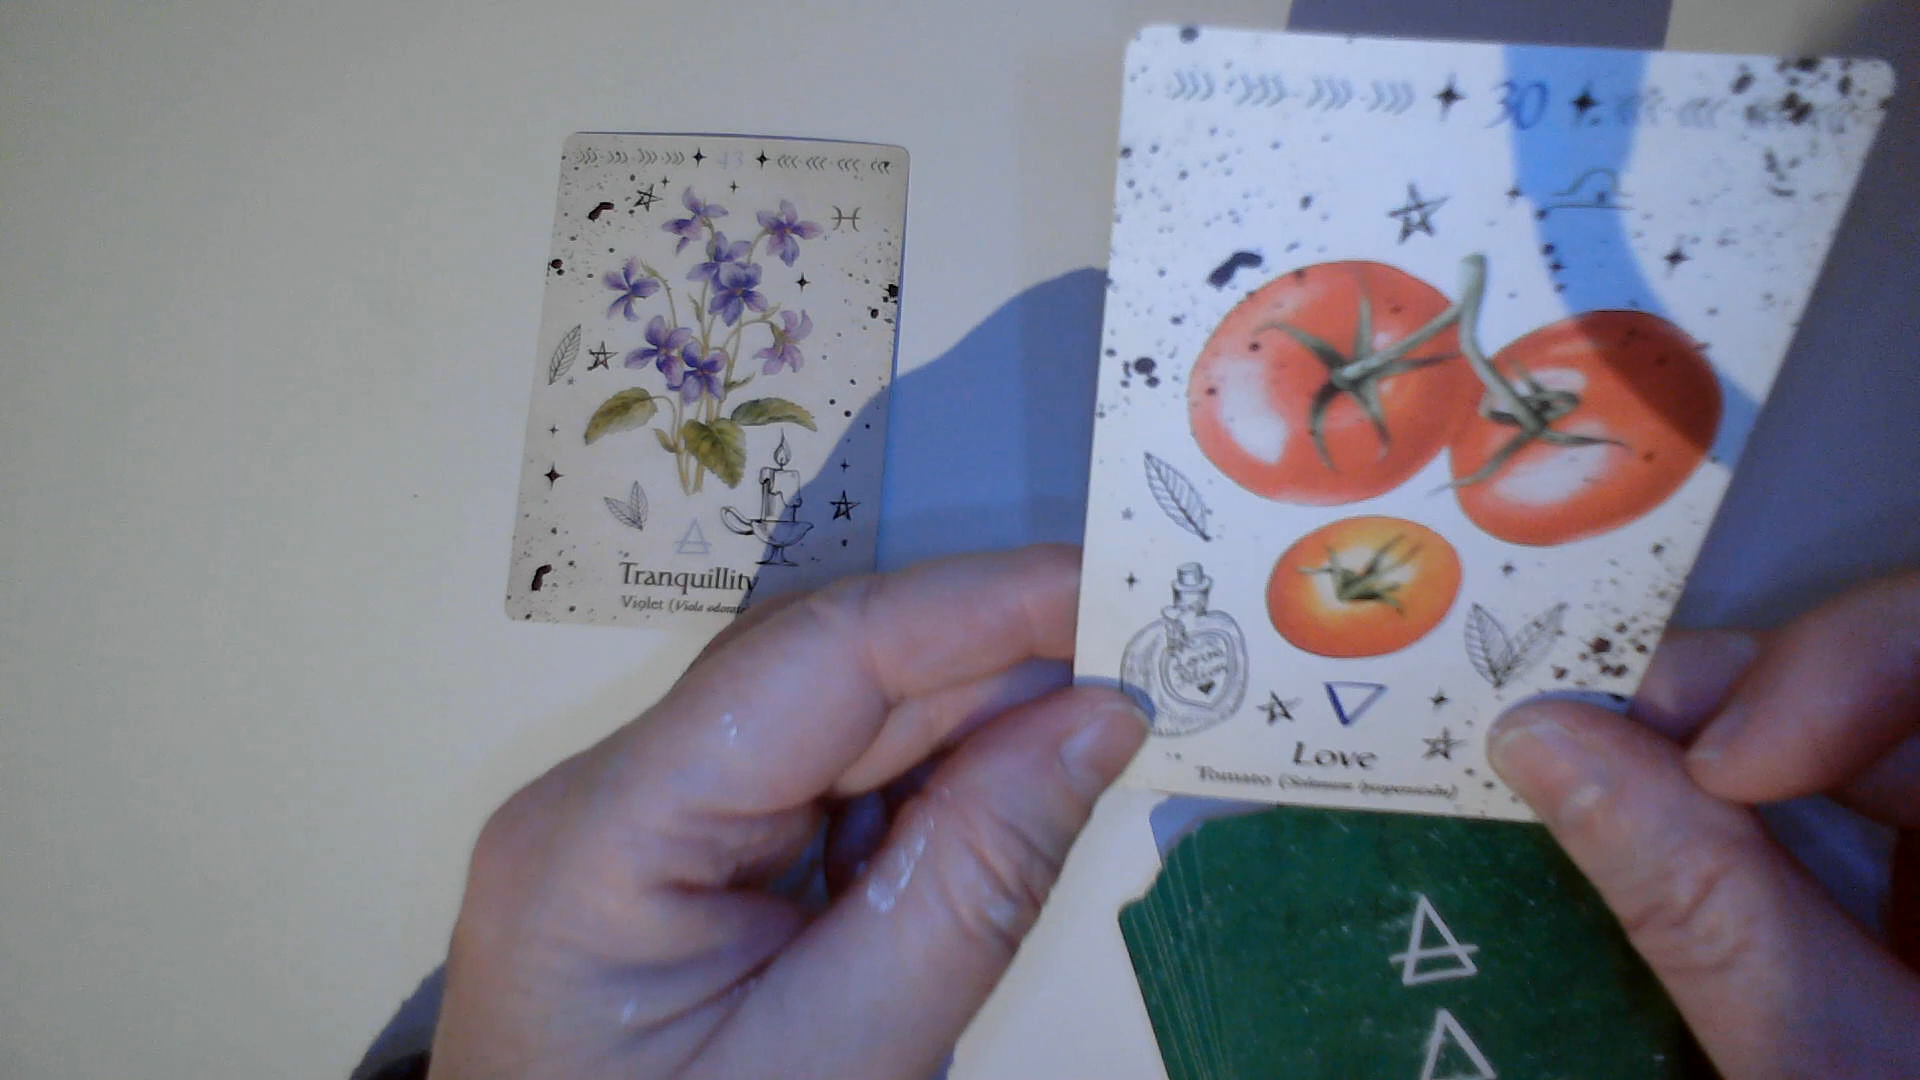 43
Tranquillity
Violet (Viola odorata
30
Love
Tomato (Solanum lycopersicum)